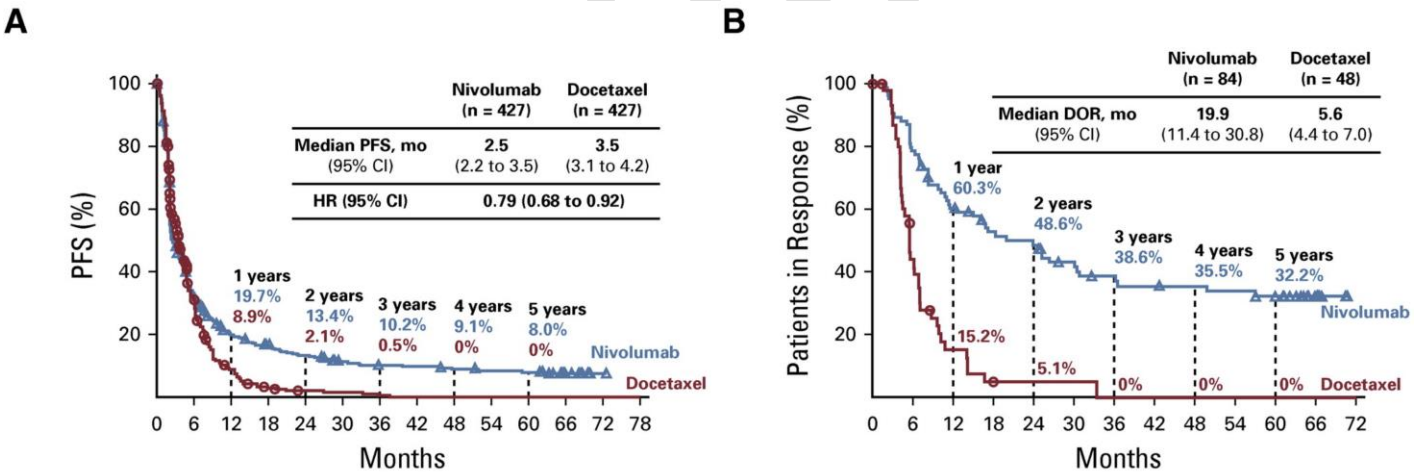 A
PFS (%)
100
80
60
40
20
Nivolumab Docetaxel
(n = 427) (n = 427)
Median PFS, mo 2.5 3.5
(95% CI) (2.2 to 3.5) (3.1 to 4.2)
HR (95% CI) 0.79 (0.68 to 0.92)
1 years
19.7%
8.9%
2 years
13.4%
2.1%
3 years
10.2%
0.5%
4 years
9.1%
0%
5 years
8.0%
0%
Nivolumab
Docetaxel
0 6 12 18 24 30 36 42 48 54 60 66 72 78
Months
B
Patients in Response (%)
100
80
60
40
20
Nivolumab Docetaxel
(n = 84) (n = 48)
Median DOR, mo 19.9 5.6
(95% CI) (11.4 to 30.8) (4.4 to 7.0)
1 year
60.3%
2 years
48.6%
3 years
38.6%
4 years
35.5%
5 years
32.2%
Nivolumab
15.2%
5.1%
0%
0%
0%
Docetaxel
0 6 12 18 24 30 36 42 48 54 60 66 72
Months